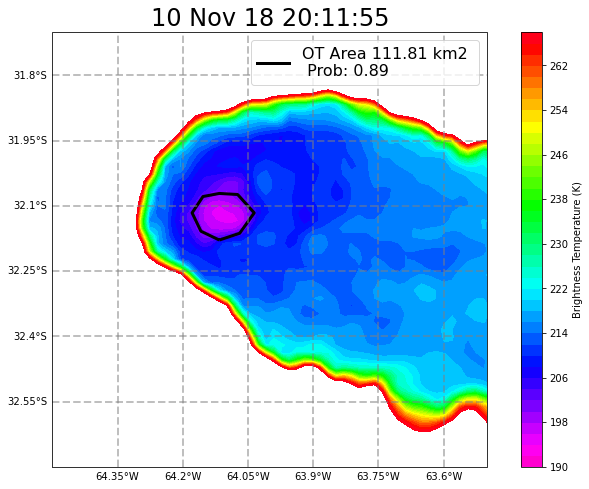 10 Nov 18 20:11:55
OT Area 111.81 km2
Prob: 0.89
31.8°S
31.95°S
32.1°S
32.25°S
32.4°S
32.55°S
64.35°W
64.2°W
64.05°W
63.9°W
63.75°W
63.6°W
262
254
246
238
230
222
214
206
198
190
Brightness Temperature (K)